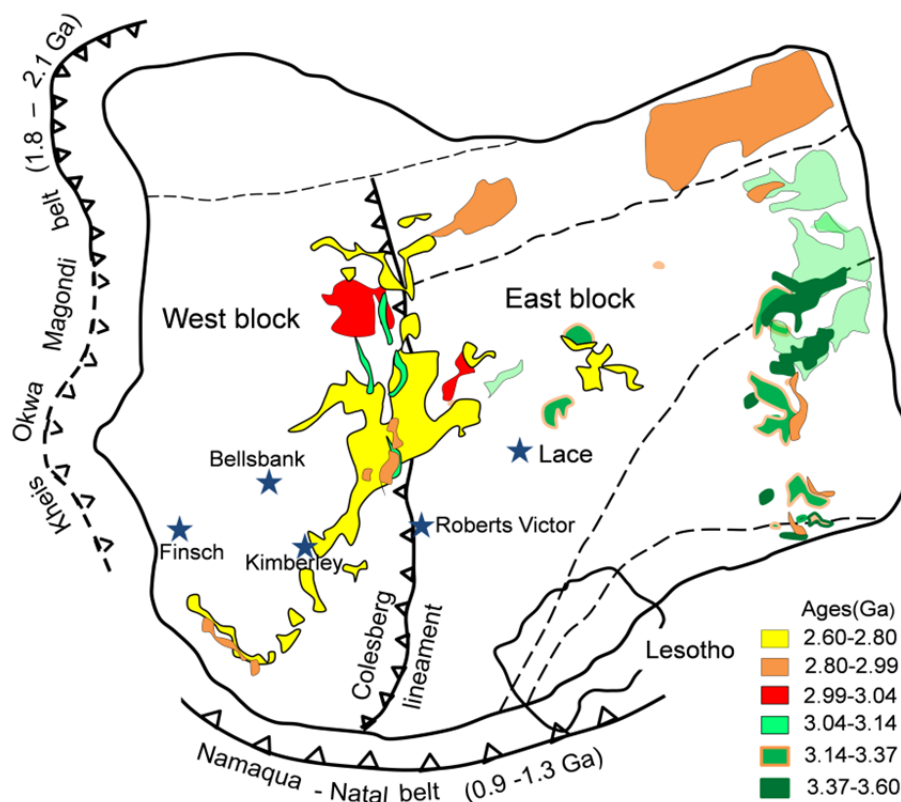 Kheis Okwa Magondi belt (1.8 – 2.1 Ga)
West block
East block
Bellsbank
Lace
Finsch
Kimberley
Roberts Victor
Colesberg
lineament
Lesotho
Namaqua - Natal belt (0.9 -1.3 Ga)
Ages(Ga)
2.60-2.80
2.80-2.99
2.99-3.04
3.04-3.14
3.14-3.37
3.37-3.60